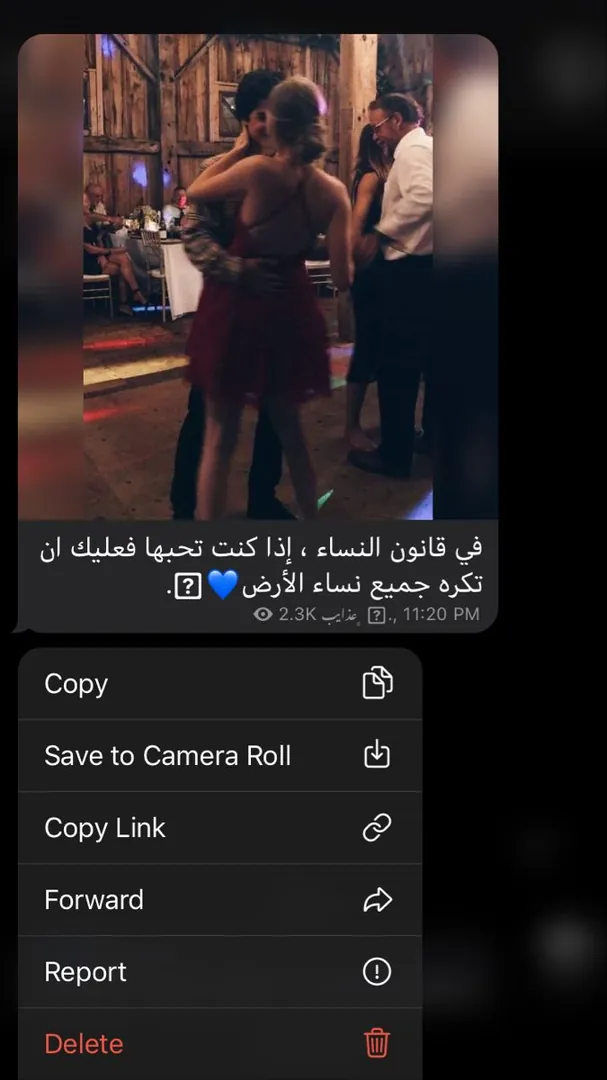 في قانون النساء ، إذا كنت تحبها فعليك ان
تكره جميع نساء الأرض💙.
2.3K عذايب ., 11:20 PM
Copy
Save to Camera Roll
Copy Link
Forward
Report
Delete